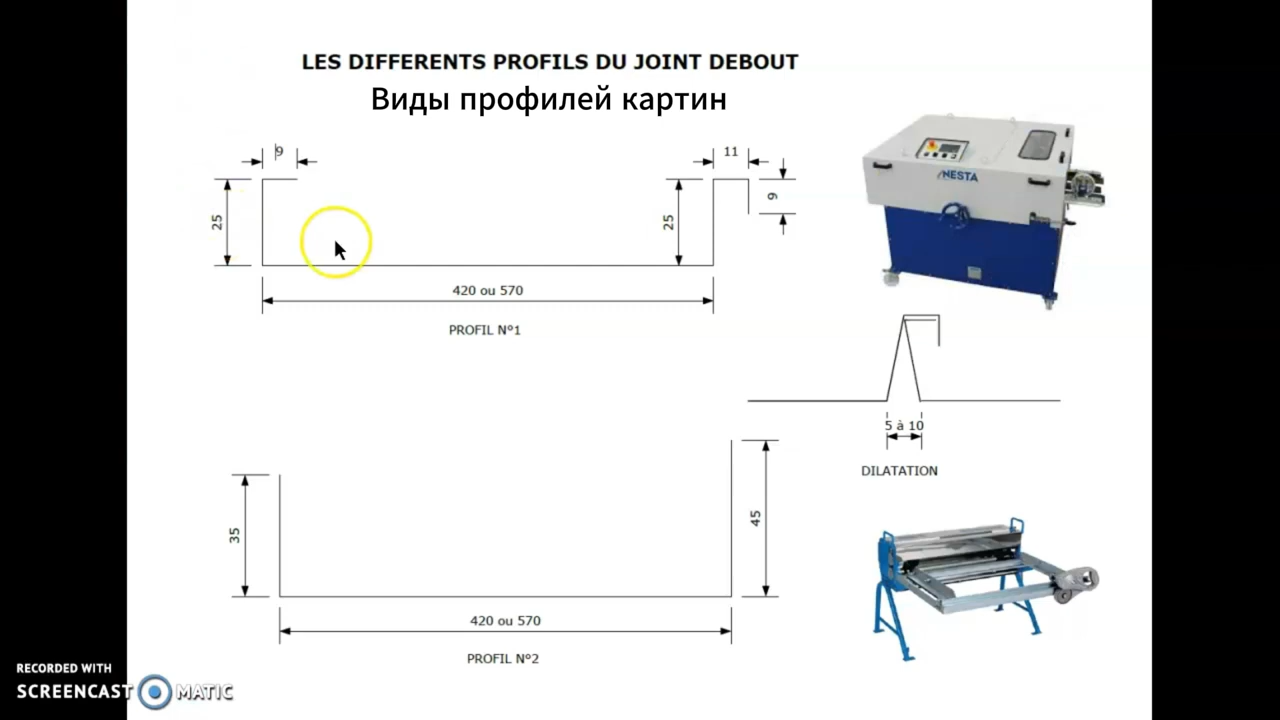 LES DIFFERENTS PROFILS DU JOINT DEBOUT
Виды профилей картин
9
11
9
25
25
420 ou 570
PROFIL N°1
NESTA
5 à 10
DILATATION
35
45
420 ou 570
PROFIL N°2
RECORDED WITH
SCREENCAST MATIC